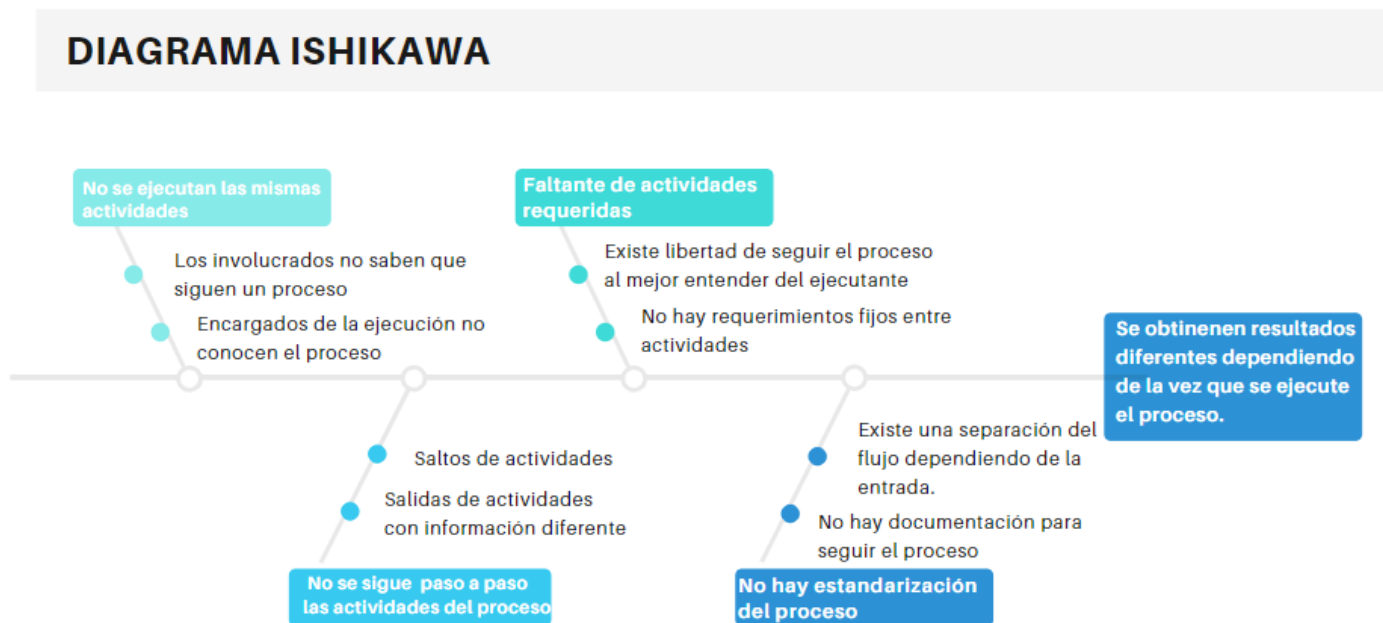 DIAGRAMA ISHIKAWA
No se ejecutan las mismas
actividades
Los involucrados no saben que
siguen un proceso
Encargados de la ejecución no
conocen el proceso
Faltante de actividades
requeridas
Existe libertad de seguir el proceso
al mejor entender del ejecutante
No hay requerimientos fijos entre
actividades
Se obtinenen resultados
diferentes dependiendo
de la vez que se ejecute
el proceso.
Saltos de actividades
Salidas de actividades
con información diferente
No se sigue paso a paso
las actividades del proceso
Existe una separación del
flujo dependiendo de la
entrada.
No hay documentación para
seguir el proceso
No hay estandarización
del proceso